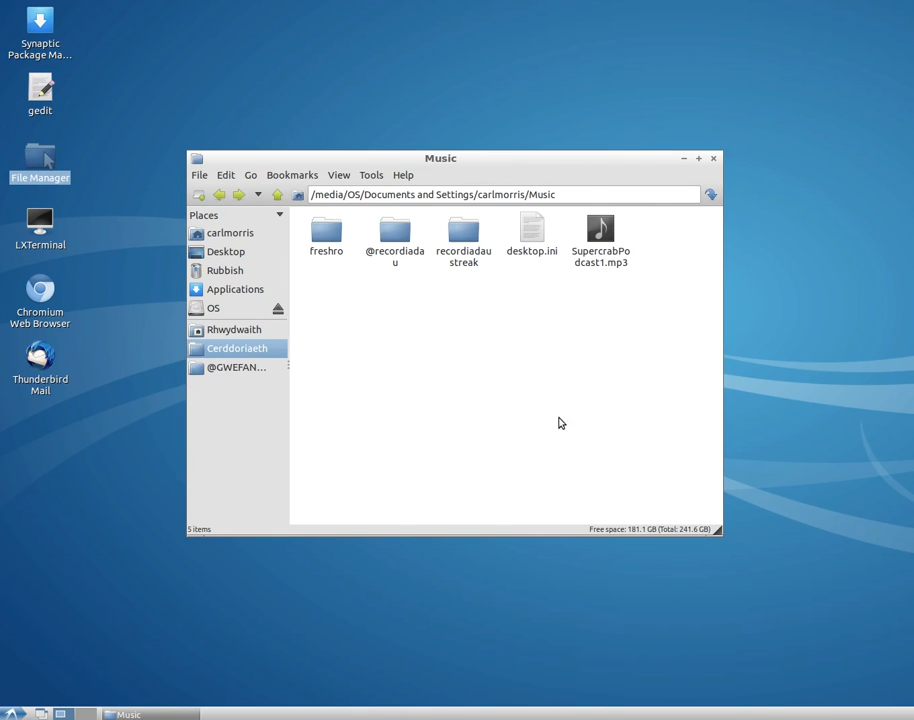 Synaptic
Package Ma...
gedit
File Manager
LXTerminal
Chromium
Web Browser
Thunderbird
Mail
Music
File Edit Go Bookmarks View Tools Help
/media/OS/Documents and Settings/carlmorris/Music
Places
carlmorris
Desktop
Rubbish
Applications
OS
Rhwydwaith
Cerddoriaeth
@GWEFAN...
freshro
@recordiada
u
recordiadau
streak
desktop.ini
SupercrabPo
dcast1.mp3
5 items
Free space: 181.1 GB (Total: 241.6 GB)
Music